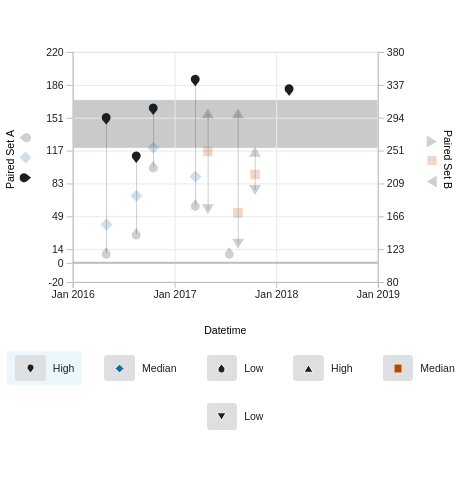 220
380
186
337
151
294
117
251
83
209
49
166
14
123
0
-20
80
Jan 2016
Jan 2017
Jan 2018
Jan 2019
Paired Set A
Paired Set B
Datetime
High
Median
Low
High
Median
Low